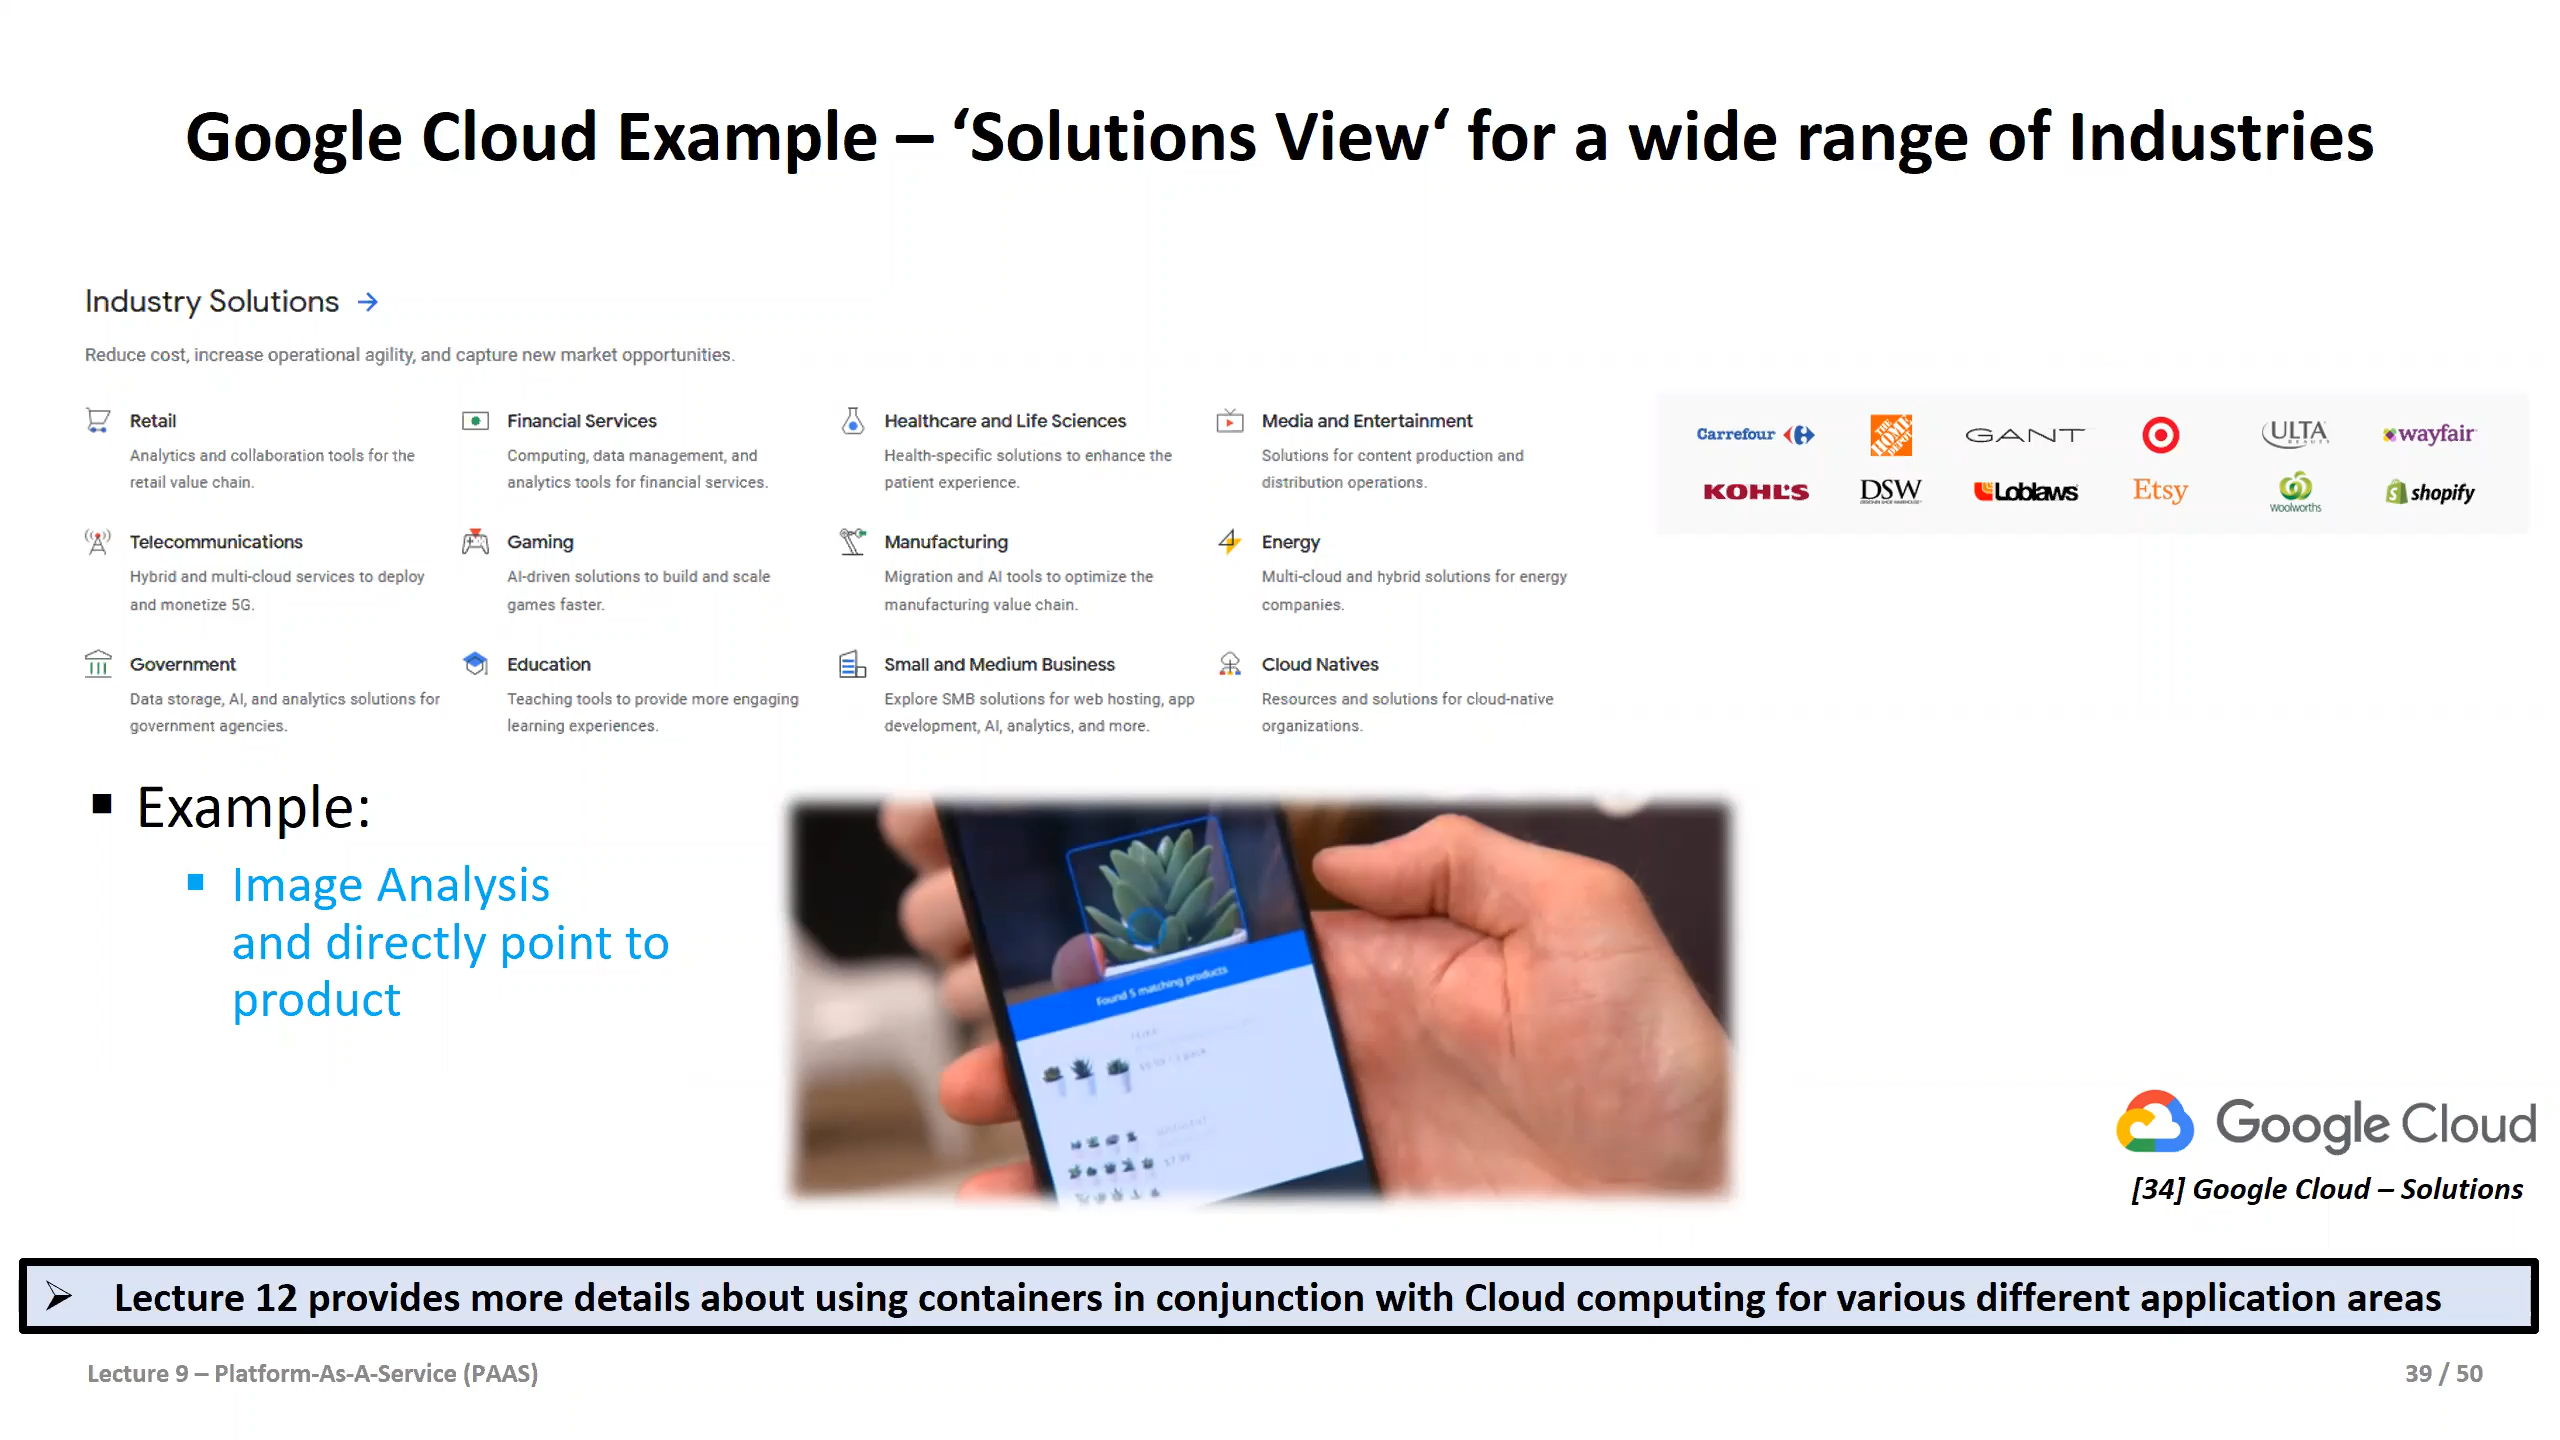 Google Cloud Example – ‘Solutions View‘ for a wide range of Industries
Industry Solutions →
Reduce cost, increase operational agility, and capture new market opportunities.
Retail
Analytics and collaboration tools for the
retail value chain.
Financial Services
Computing, data management, and
analytics tools for financial services.
Healthcare and Life Sciences
Health-specific solutions to enhance the
patient experience.
Media and Entertainment
Solutions for content production and
distribution operations.
Telecommunications
Hybrid and multi-cloud services to deploy
and monetize 5G.
Gaming
AI-driven solutions to build and scale
games faster.
Manufacturing
Migration and AI tools to optimize the
manufacturing value chain.
Energy
Multi-cloud and hybrid solutions for energy
companies.
Government
Data storage, AI, and analytics solutions for
government agencies.
Education
Teaching tools to provide more engaging
learning experiences.
Small and Medium Business
Explore SMB solutions for web hosting, app
development, AI, analytics, and more.
Cloud Natives
Resources and solutions for cloud-native
organizations.
Carrefour THE HOME DEPOT GANT ULTA BEAUTY wayfair
KOHL'S DSW Loblaws Etsy woolworths shopify
▪ Example:
▪ Image Analysis
and directly point to
product
Found 5 matching products
Google Cloud
[34] Google Cloud – Solutions
➢ Lecture 12 provides more details about using containers in conjunction with Cloud computing for various different application areas
Lecture 9 – Platform-As-A-Service (PAAS)
39 / 50